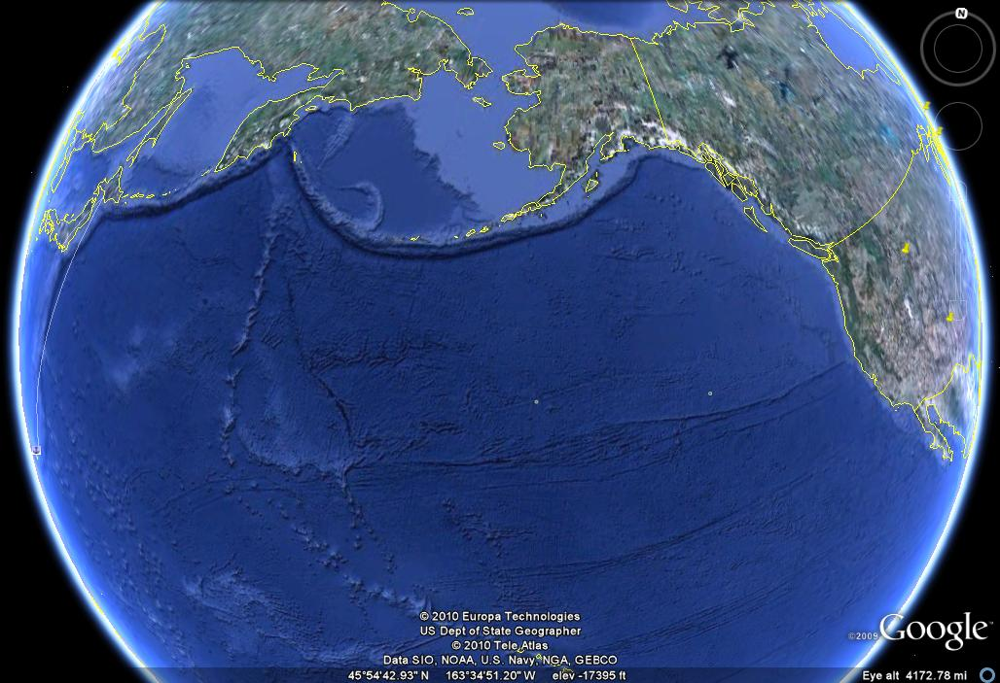 N
© 2010 Europa Technologies
US Dept of State Geographer
© 2010 Tele Atlas
Data SIO, NOAA, U.S. Navy, NGA, GEBCO
©2009 Google™
45°54'42.93" N 163°34'51.20" W elev -17395 ft
Eye alt 4172.78 mi